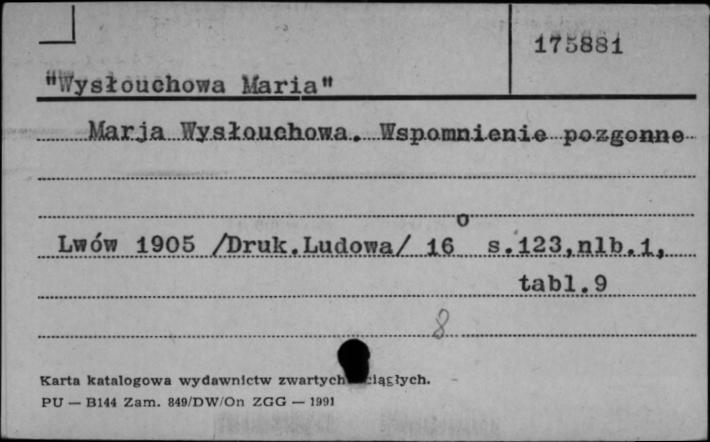 175881
"Wysłouchowa Maria"
Marja Wysłouchowa. Wspomnienie pozgonne
Lwów 1905 /Druk.Ludowa/ 16° s.123,nlb.1,
tabl.9
8
Karta katalogowa wydawnictw zwartych ciągłych.
PU — B144 Zam. 849/DW/On ZGG — 1991